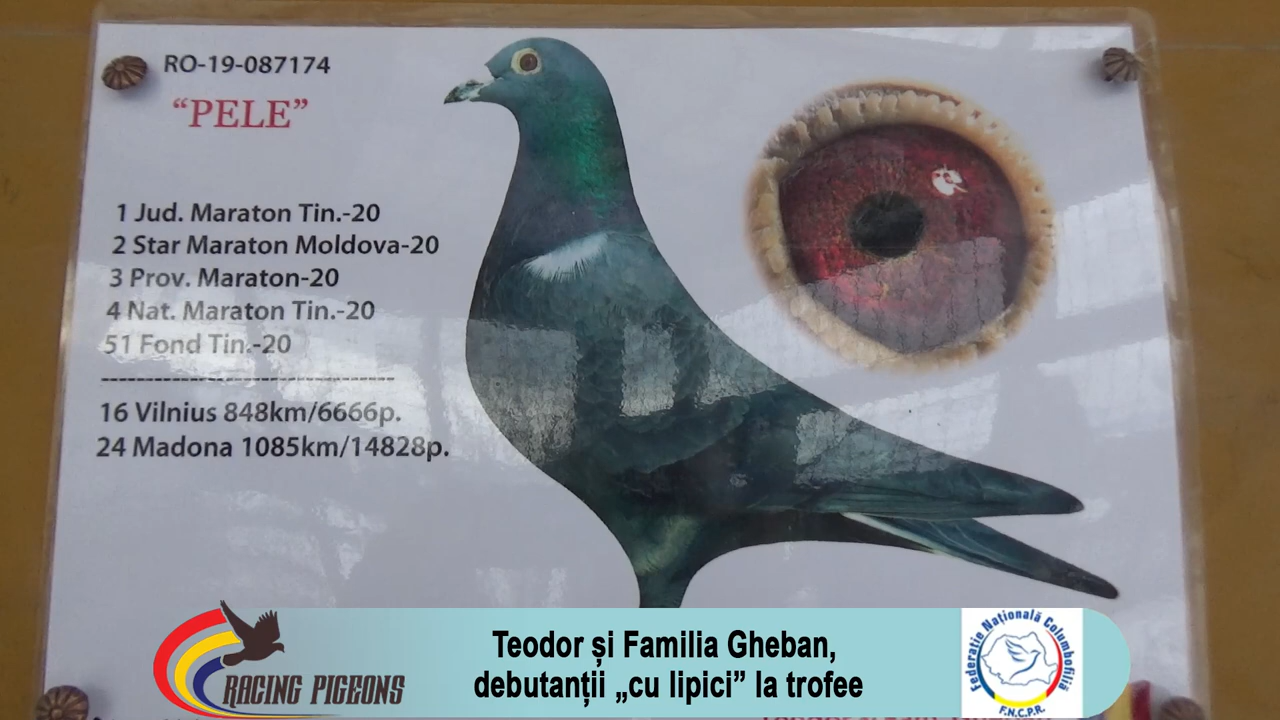 RO-19-087174
“PELE”
1 Jud. Maraton Tin.-20
2 Star Maraton Moldova-20
3 Prov. Maraton-20
4 Nat. Maraton Tin.-20
51 Fond Tin.-20
---------------------------------
16 Vilnius 848km/6666p.
24 Madona 1085km/14828p.
RACING PIGEONS
Teodor și Familia Gheban,
debutanții „cu lipici” la trofee
Federația Națională Columbofilă
F.N.C.P.R.